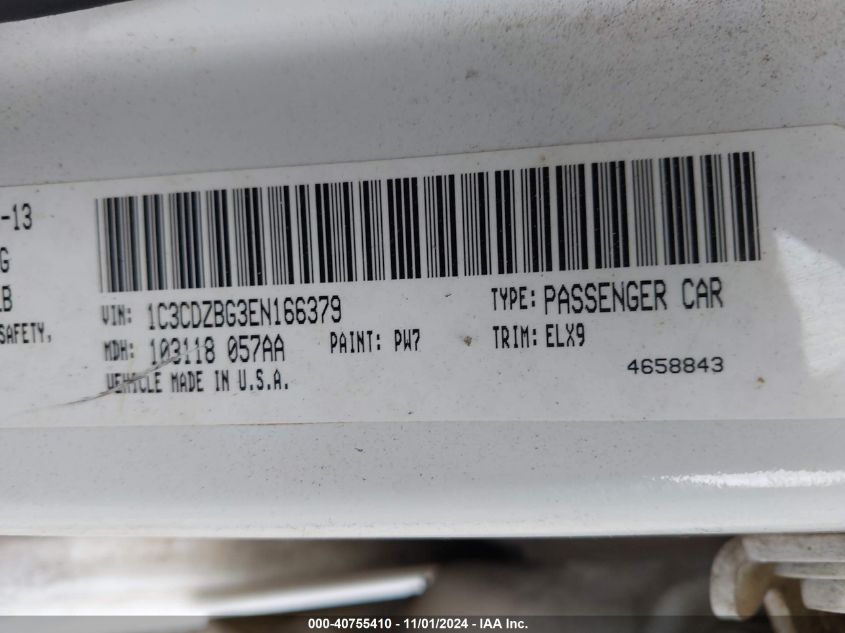 -13
G
LB
SAFETY,
VIN: 1C3CDZBG3EN166379 TYPE: PASSENGER CAR
MDH: 103118 057AA PAINT: PW7 TRIM: ELX9
VEHICLE MADE IN U.S.A. 4658843
000-40755410 - 11/01/2024 - IAA Inc.